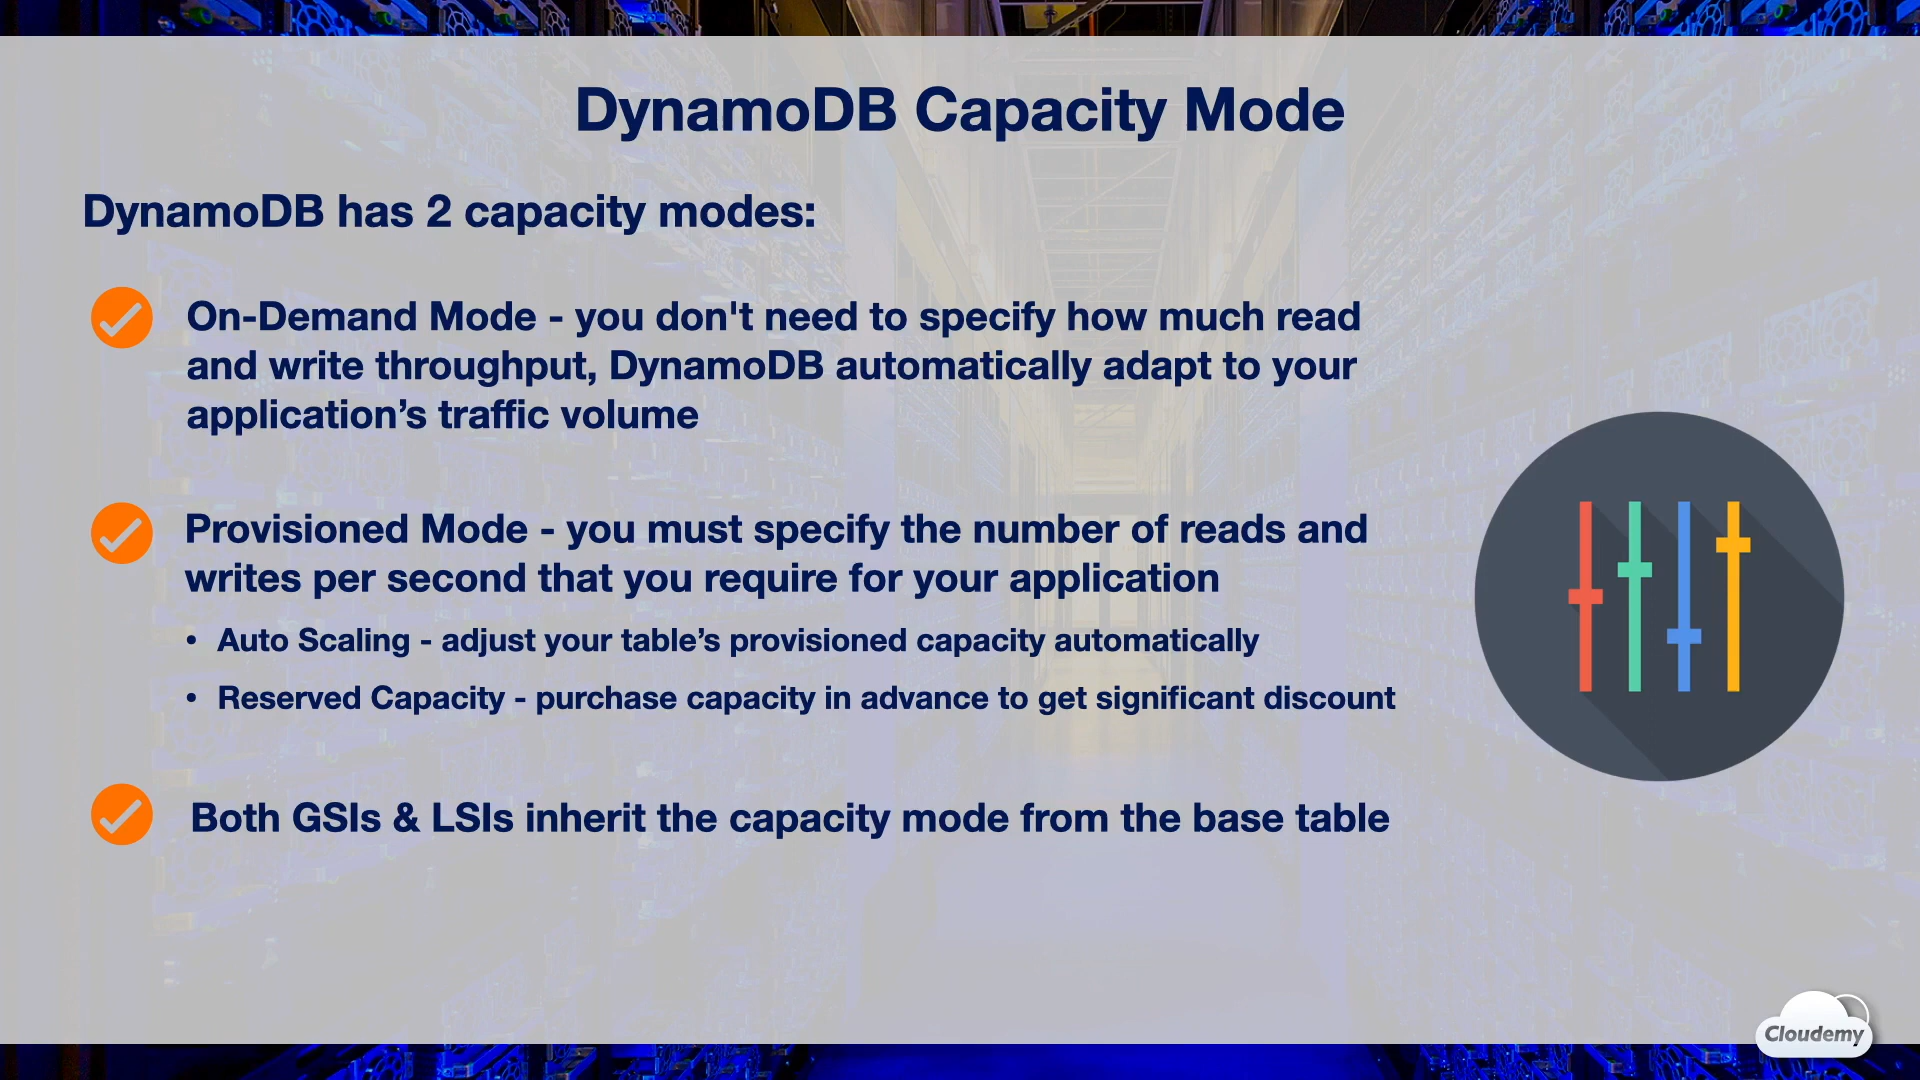 DynamoDB Capacity Mode
DynamoDB has 2 capacity modes:
On-Demand Mode - you don't need to specify how much read
and write throughput, DynamoDB automatically adapt to your
application’s traffic volume
Provisioned Mode - you must specify the number of reads and
writes per second that you require for your application
• Auto Scaling - adjust your table’s provisioned capacity automatically
• Reserved Capacity - purchase capacity in advance to get significant discount
Both GSIs & LSIs inherit the capacity mode from the base table
Cloudemy